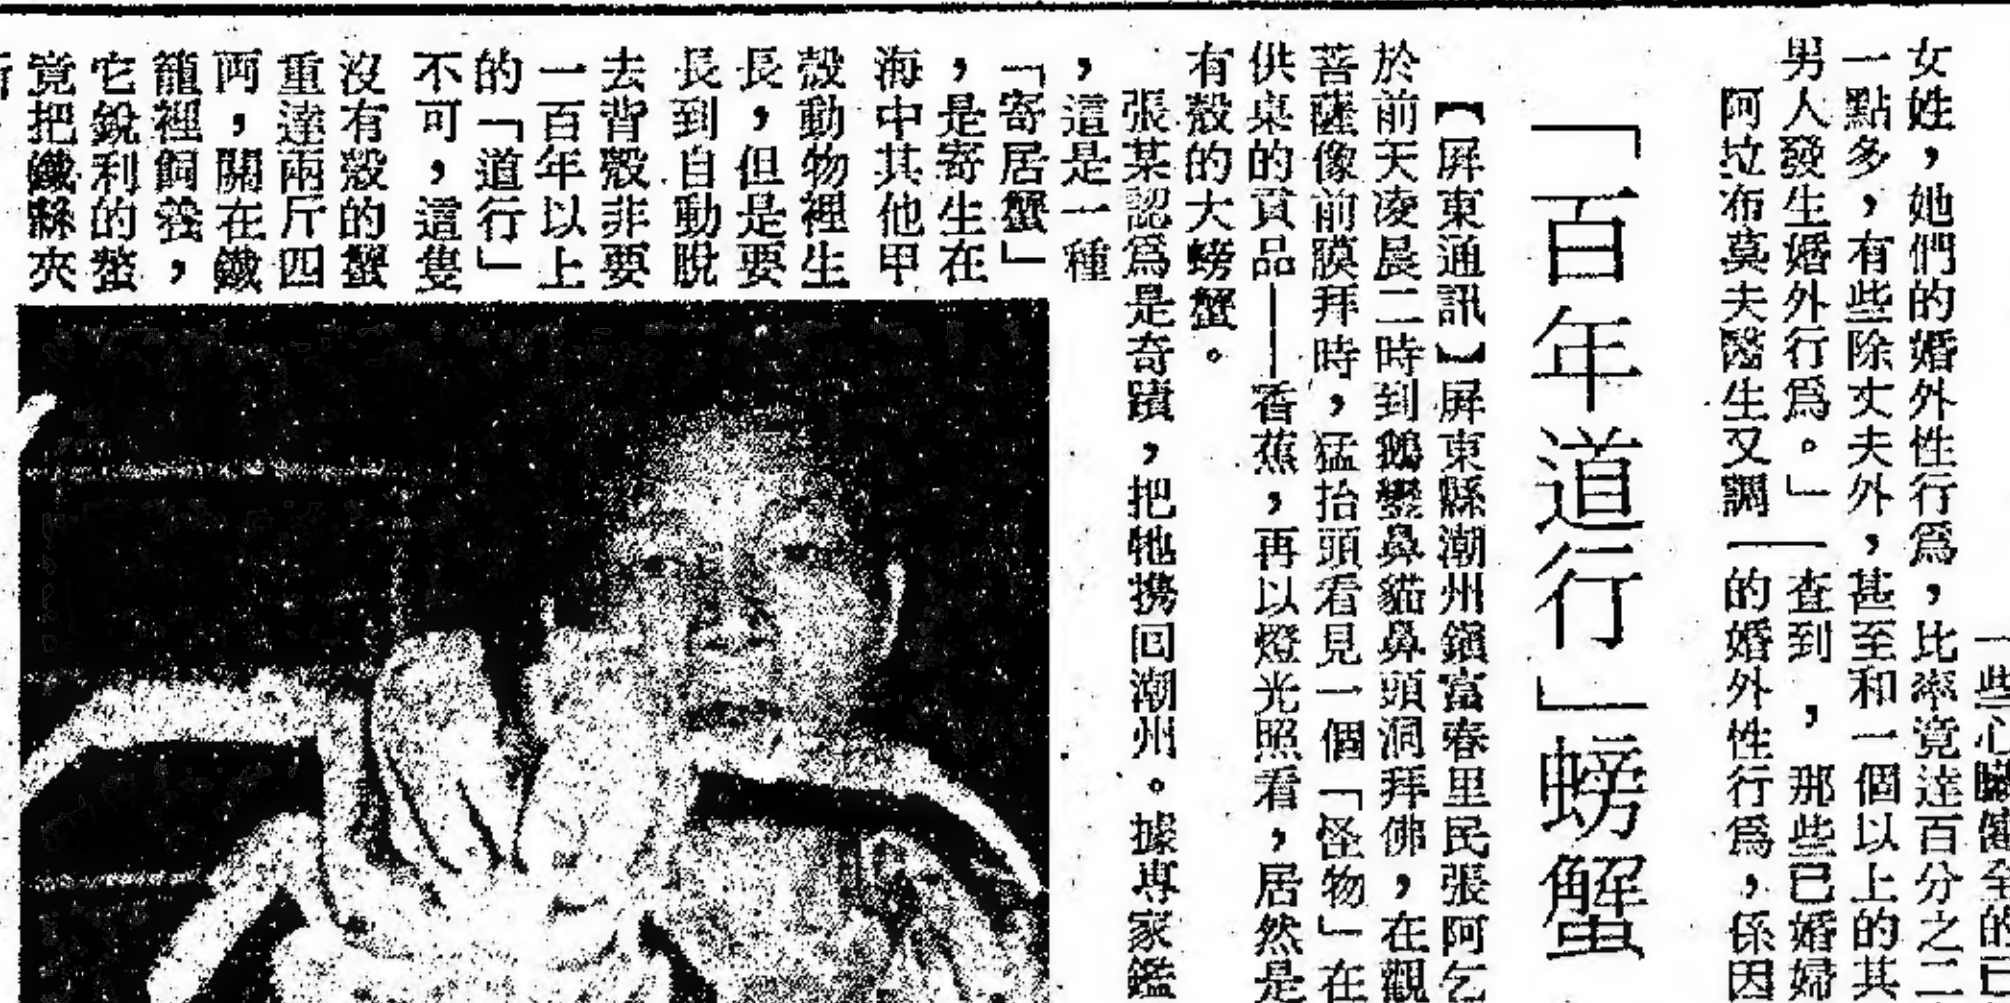 一些心臟健全的已
女姓，她們的婚外性行爲，比率竟達百分之二
一點多，有些除丈夫外，甚至和一個以上的其
男人發生婚外行爲。」
阿拉布莫夫醫生又調
查到，那些已婚婦
的婚外性行爲，係因
「百年道行」螃蟹
【屏東通訊】屏東縣潮州鎮富春里民張阿乞
於前天凌晨二時到鵝鑾鼻貓鼻頭洞拜佛，在觀
菩薩像前膜拜時，猛抬頭看見一個「怪物」在
供桌的貢品——香蕉，再以燈光照看，居然是
有殼的大螃蟹。
張某認爲是奇蹟，把牠携回潮州。據專家鑑
，這是一種
「寄居蟹」
，是寄生在
海中其他甲
殼動物裡生
長，但是要
長到自動脫
去背殼非要
一百年以上
的「道行」
不可，這隻
沒有殼的蟹
重達兩斤四
両，關在鐵
籠裡飼養，
它銳利的螯
竟把鐵絲夾